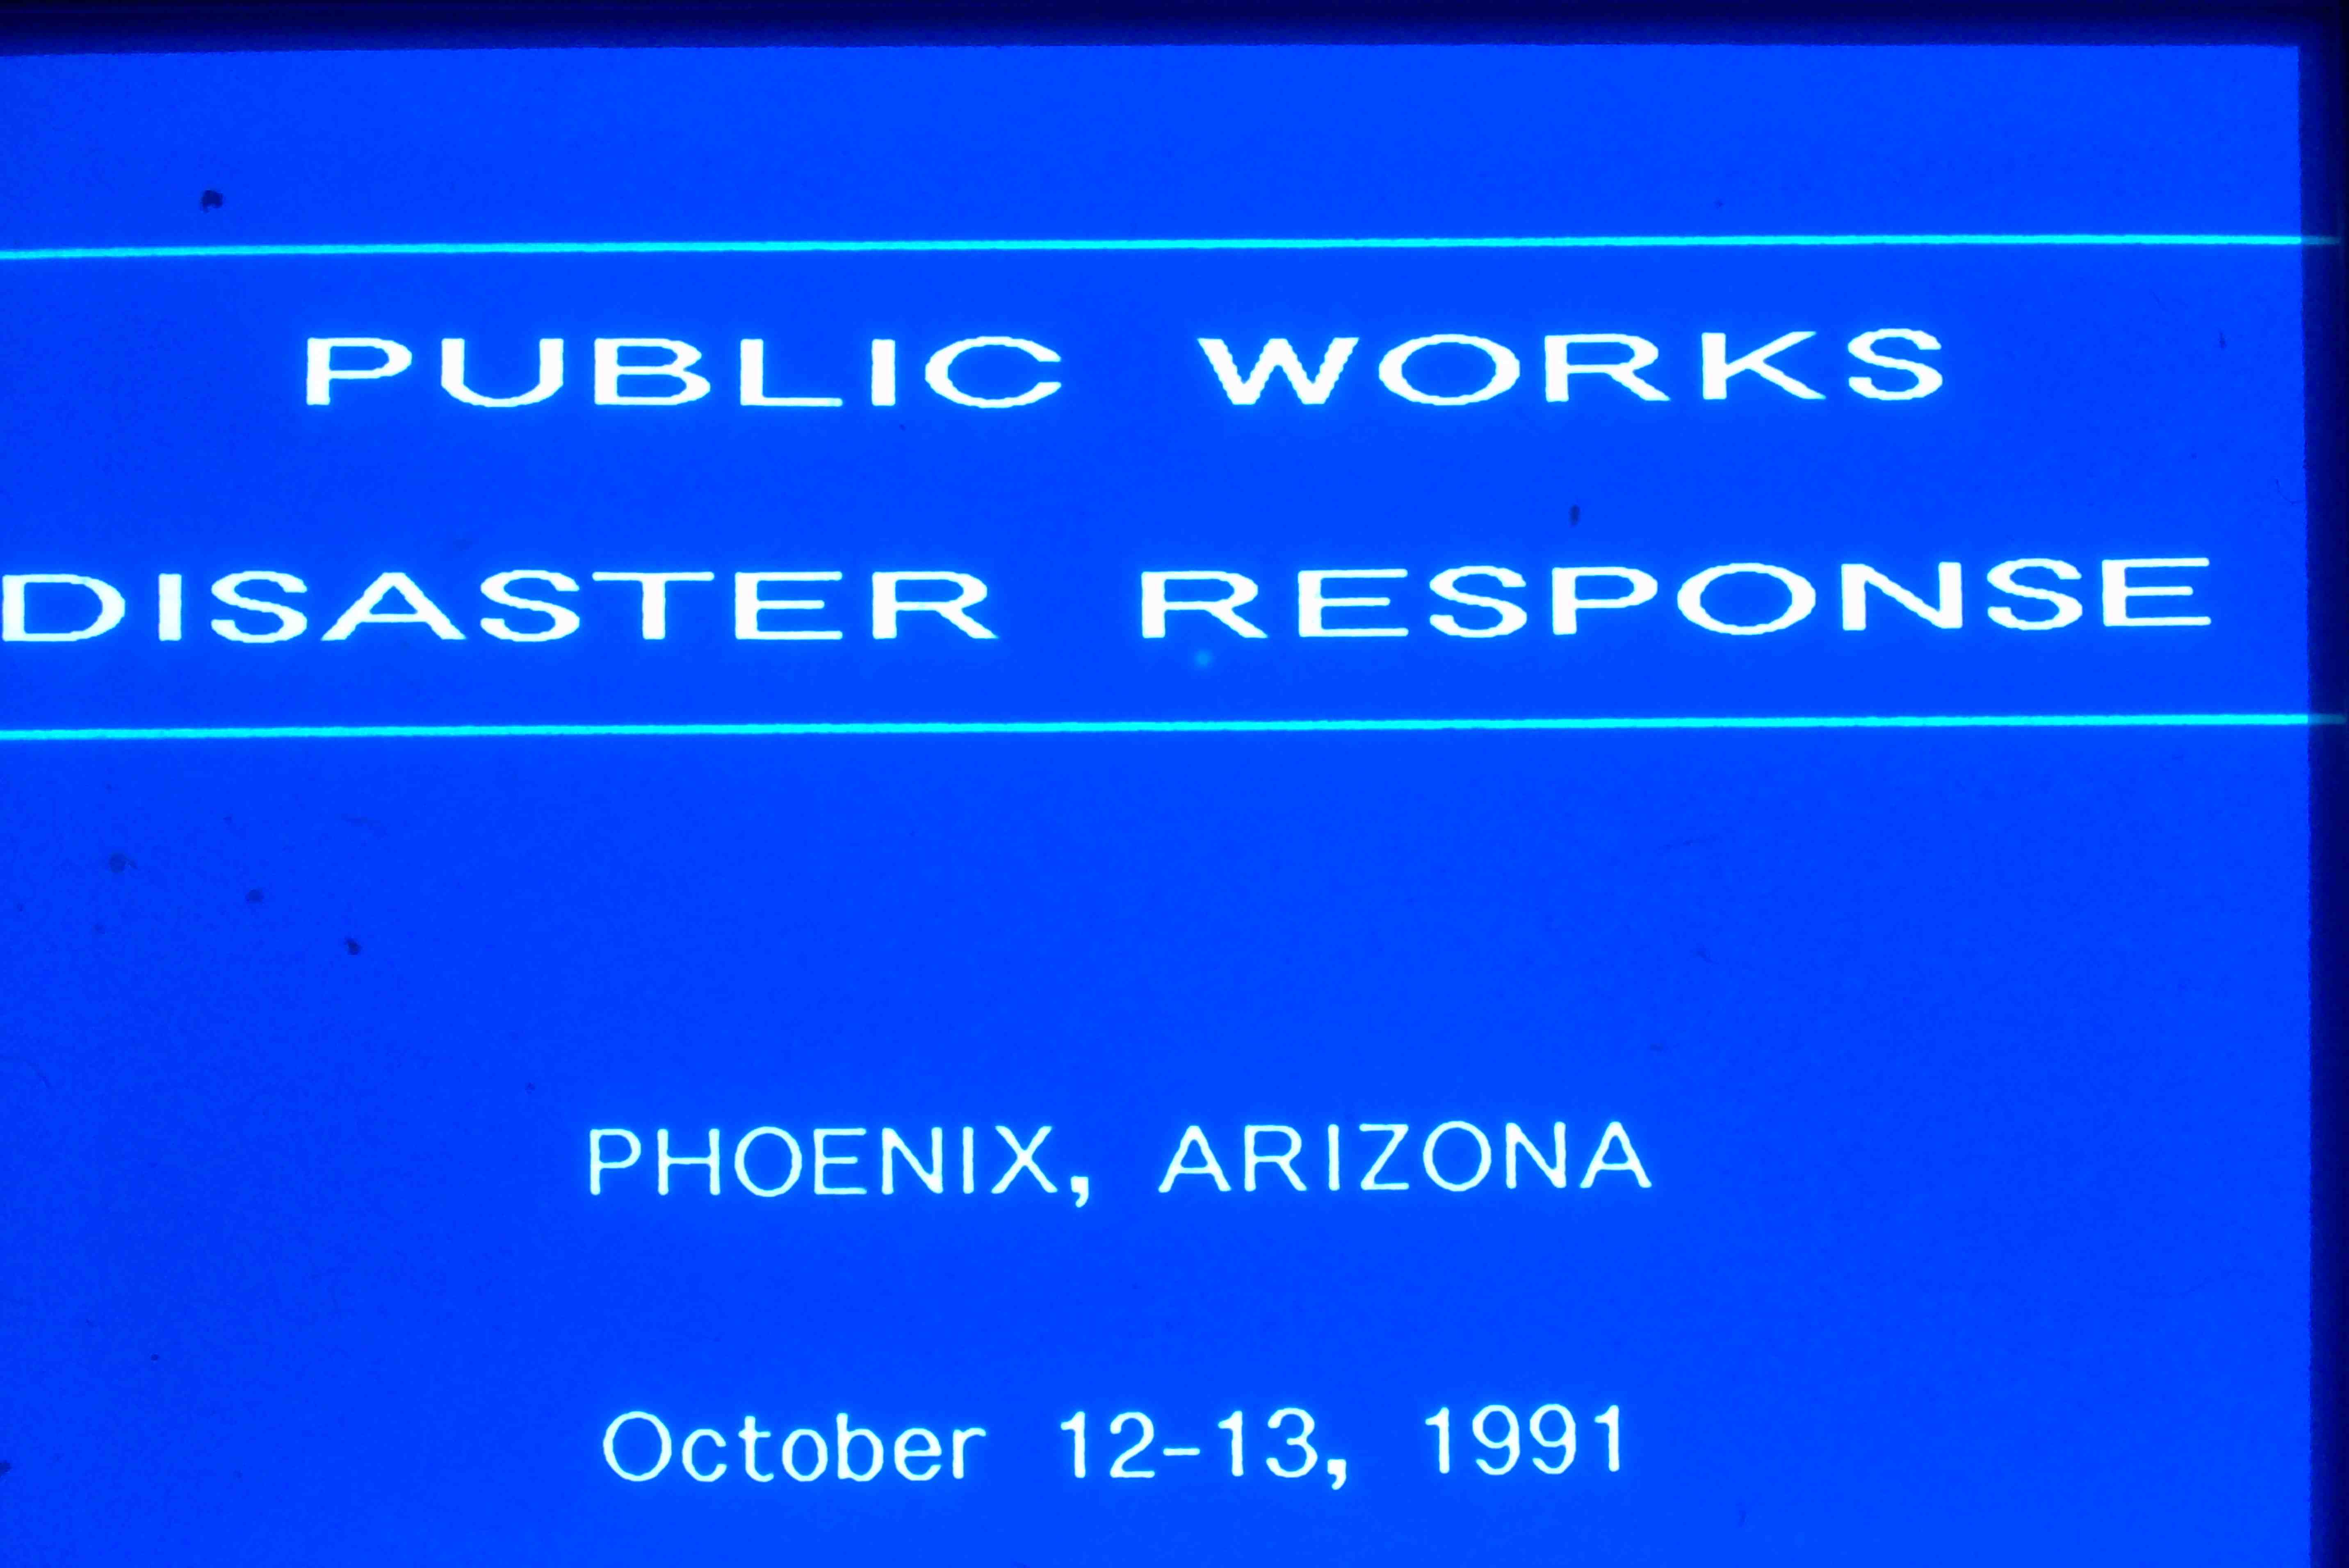 PUBLIC WORKS
DISASTER RESPONSE
PHOENIX, ARIZONA
October 12-13, 1991